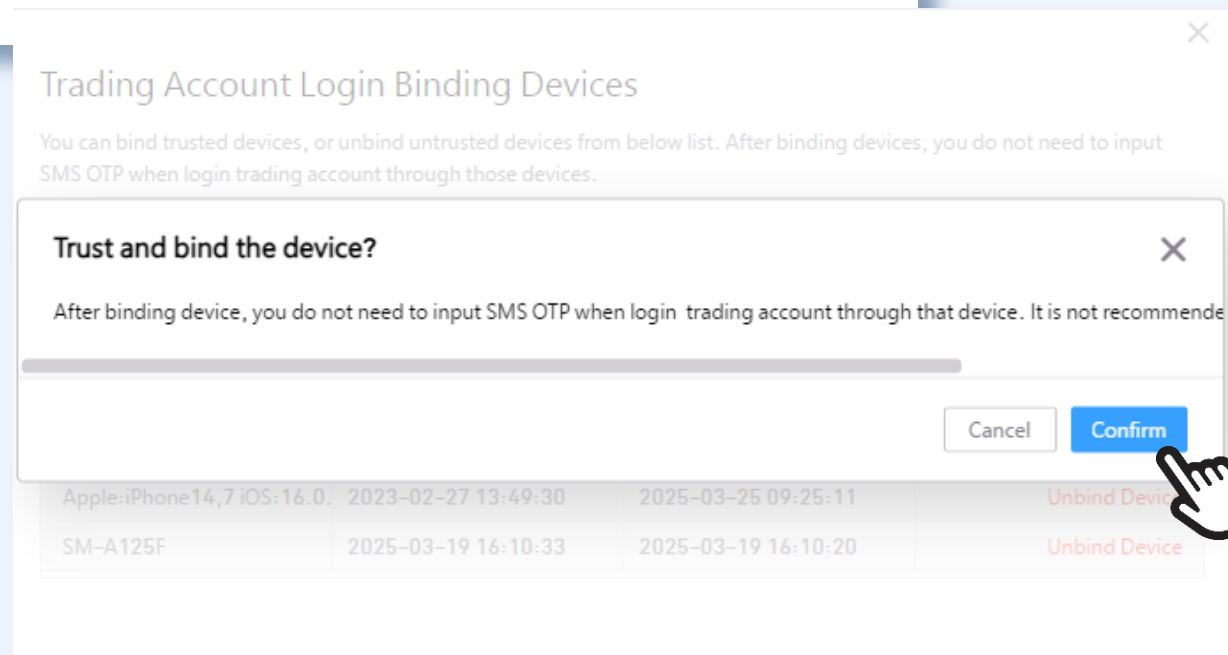 Trading Account Login Binding Devices
You can bind trusted devices, or unbind untrusted devices from below list. After binding devices, you do not need to input
SMS OTP when login trading account through those devices.
Trust and bind the device?
After binding device, you do not need to input SMS OTP when login trading account through that device. It is not recommende
Cancel Confirm
Apple:iPhone14,7 iOS:16.0. 2023-02-27 13:49:30 2025-03-25 09:25:11 Unbind Device
SM-A125F 2025-03-19 16:10:33 2025-03-19 16:10:20 Unbind Device